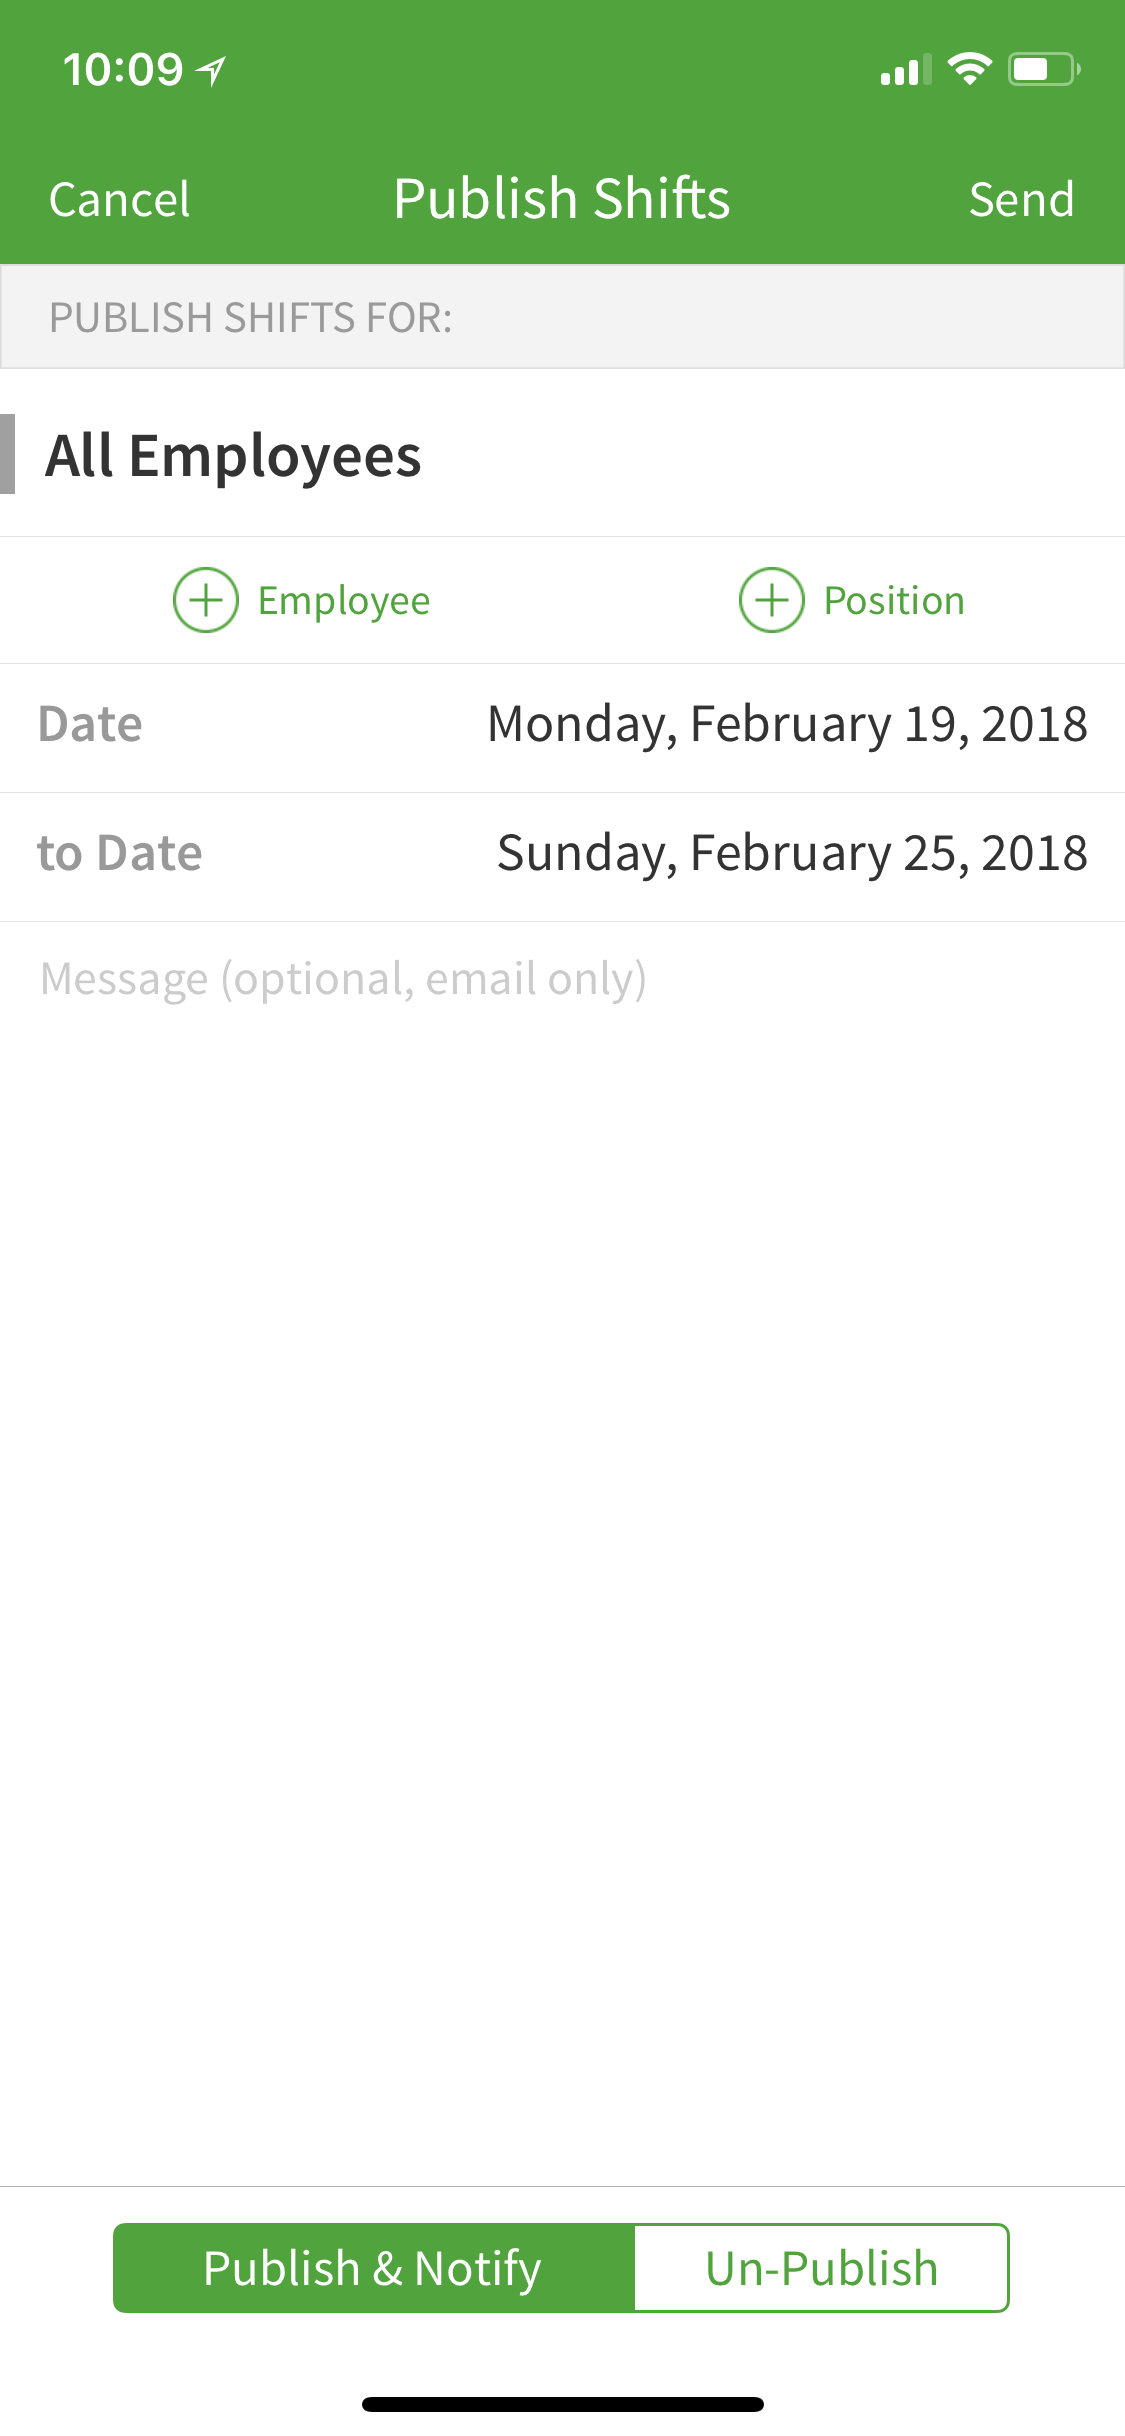 10:09
Cancel Publish Shifts Send
PUBLISH SHIFTS FOR:
All Employees
Employee Position
Date Monday, February 19, 2018
to Date Sunday, February 25, 2018
Message (optional, email only)
Publish & Notify Un-Publish